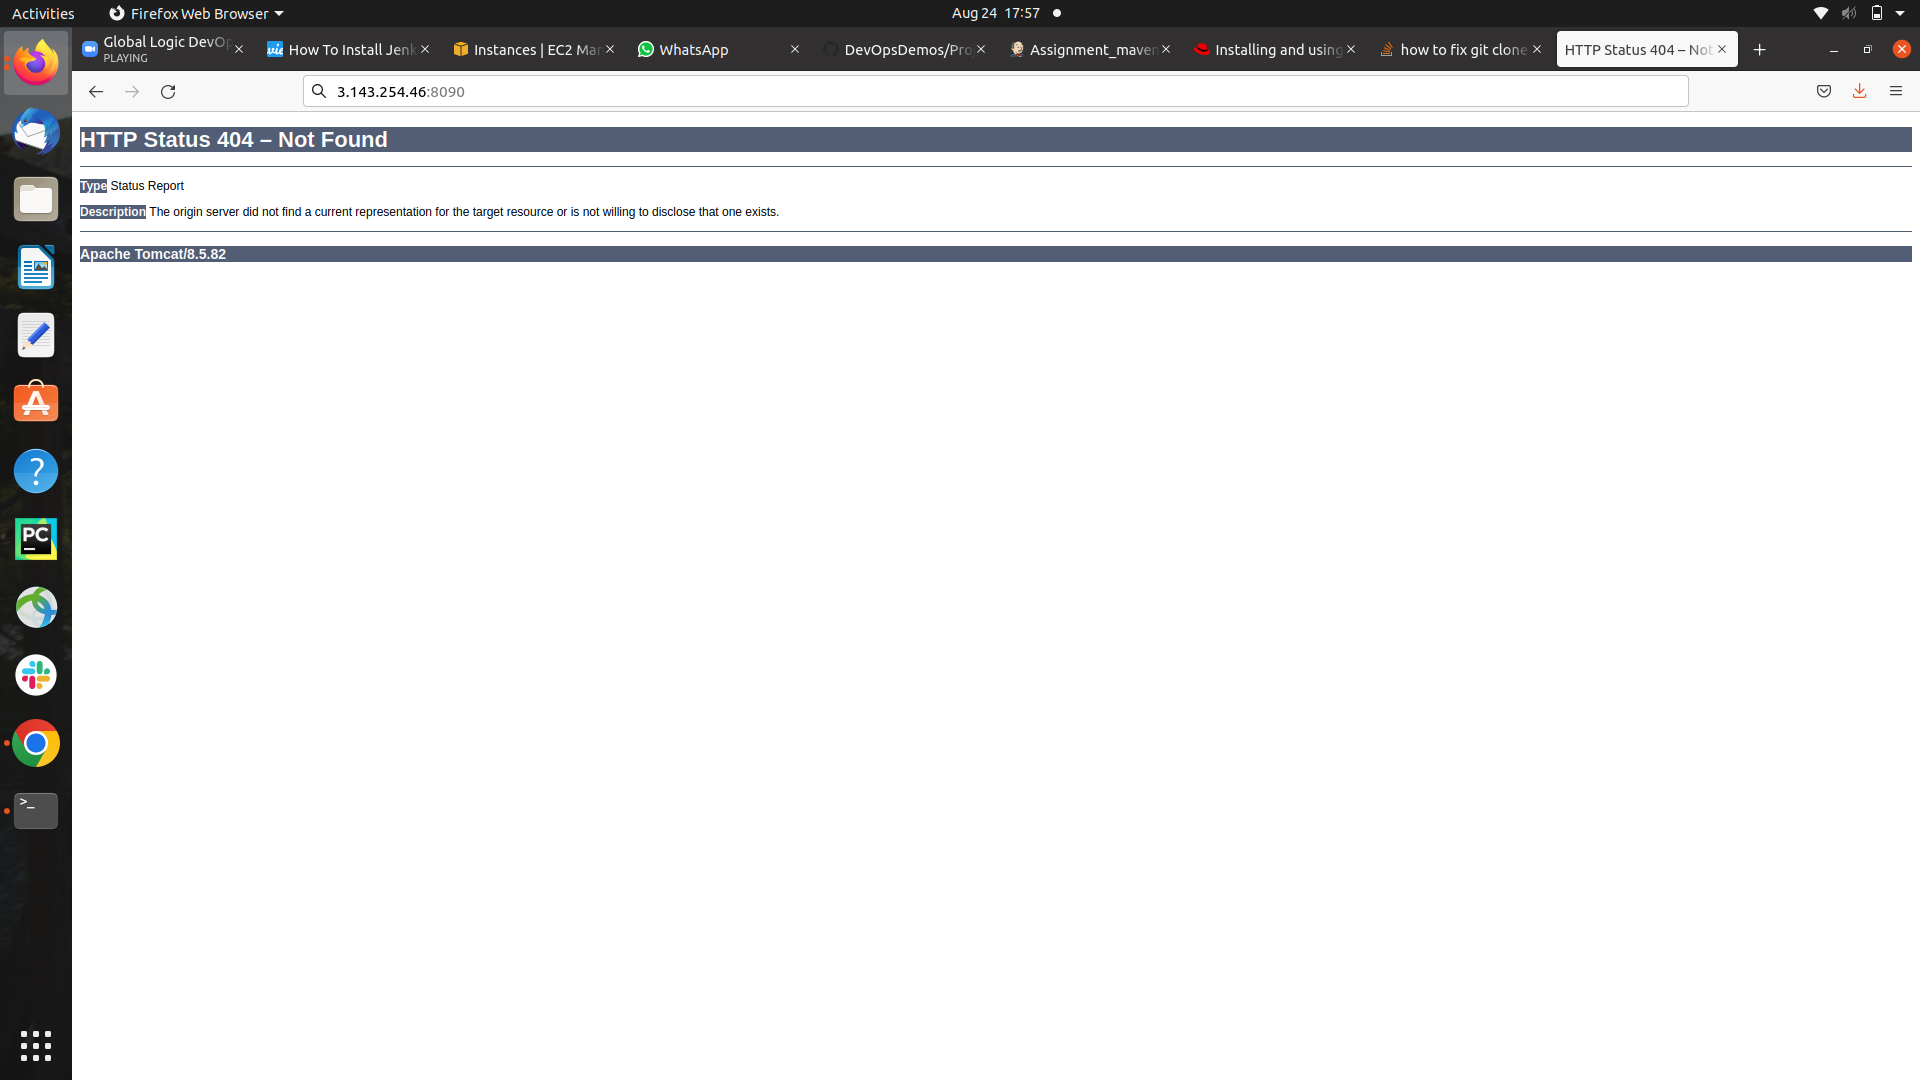 Activities
Firefox Web Browser
Aug 24 17:57
Global Logic DevOp
PLAYING
How To Install Jenk
Instances | EC2 Man
WhatsApp
DevOpsDemos/Pro
Assignment_maven
Installing and using
how to fix git clone
HTTP Status 404 – Not
3.143.254.46:8090
HTTP Status 404 – Not Found
Type Status Report
Description The origin server did not find a current representation for the target resource or is not willing to disclose that one exists.
Apache Tomcat/8.5.82
PC
>_